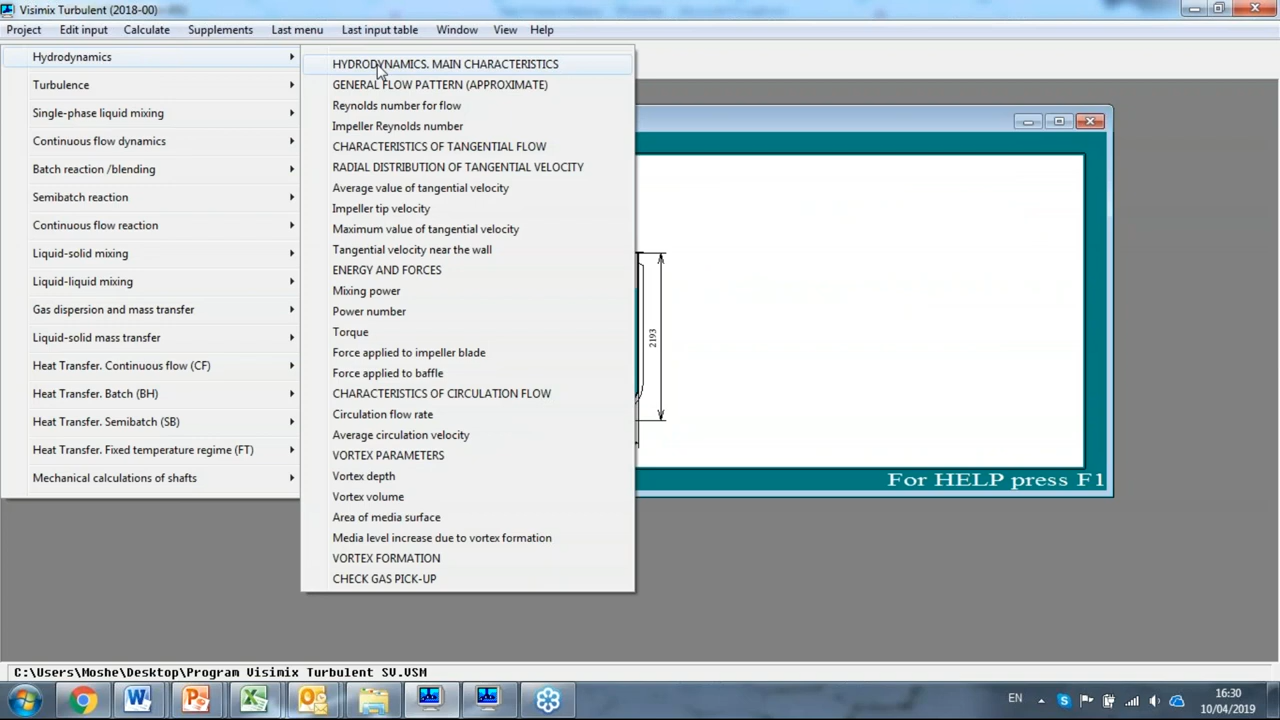 Visimix Turbulent (2018-00)
Project Edit input Calculate Supplements Last menu Last input table Window View Help
Hydrodynamics
Turbulence
Single-phase liquid mixing
Continuous flow dynamics
Batch reaction /blending
Semibatch reaction
Continuous flow reaction
Liquid-solid mixing
Liquid-liquid mixing
Gas dispersion and mass transfer
Liquid-solid mass transfer
Heat Transfer. Continuous flow (CF)
Heat Transfer. Batch (BH)
Heat Transfer. Semibatch (SB)
Heat Transfer. Fixed temperature regime (FT)
Mechanical calculations of shafts
HYDRODYNAMICS. MAIN CHARACTERISTICS
GENERAL FLOW PATTERN (APPROXIMATE)
Reynolds number for flow
Impeller Reynolds number
CHARACTERISTICS OF TANGENTIAL FLOW
RADIAL DISTRIBUTION OF TANGENTIAL VELOCITY
Average value of tangential velocity
Impeller tip velocity
Maximum value of tangential velocity
Tangential velocity near the wall
ENERGY AND FORCES
Mixing power
Power number
Torque
Force applied to impeller blade
Force applied to baffle
CHARACTERISTICS OF CIRCULATION FLOW
Circulation flow rate
Average circulation velocity
VORTEX PARAMETERS
Vortex depth
Vortex volume
Area of media surface
Media level increase due to vortex formation
VORTEX FORMATION
CHECK GAS PICK-UP
2193
For HELP press F1
C:\Users\Moshe\Desktop\Program Visimix Turbulent SV.VSM
EN
16:30
10/04/2019